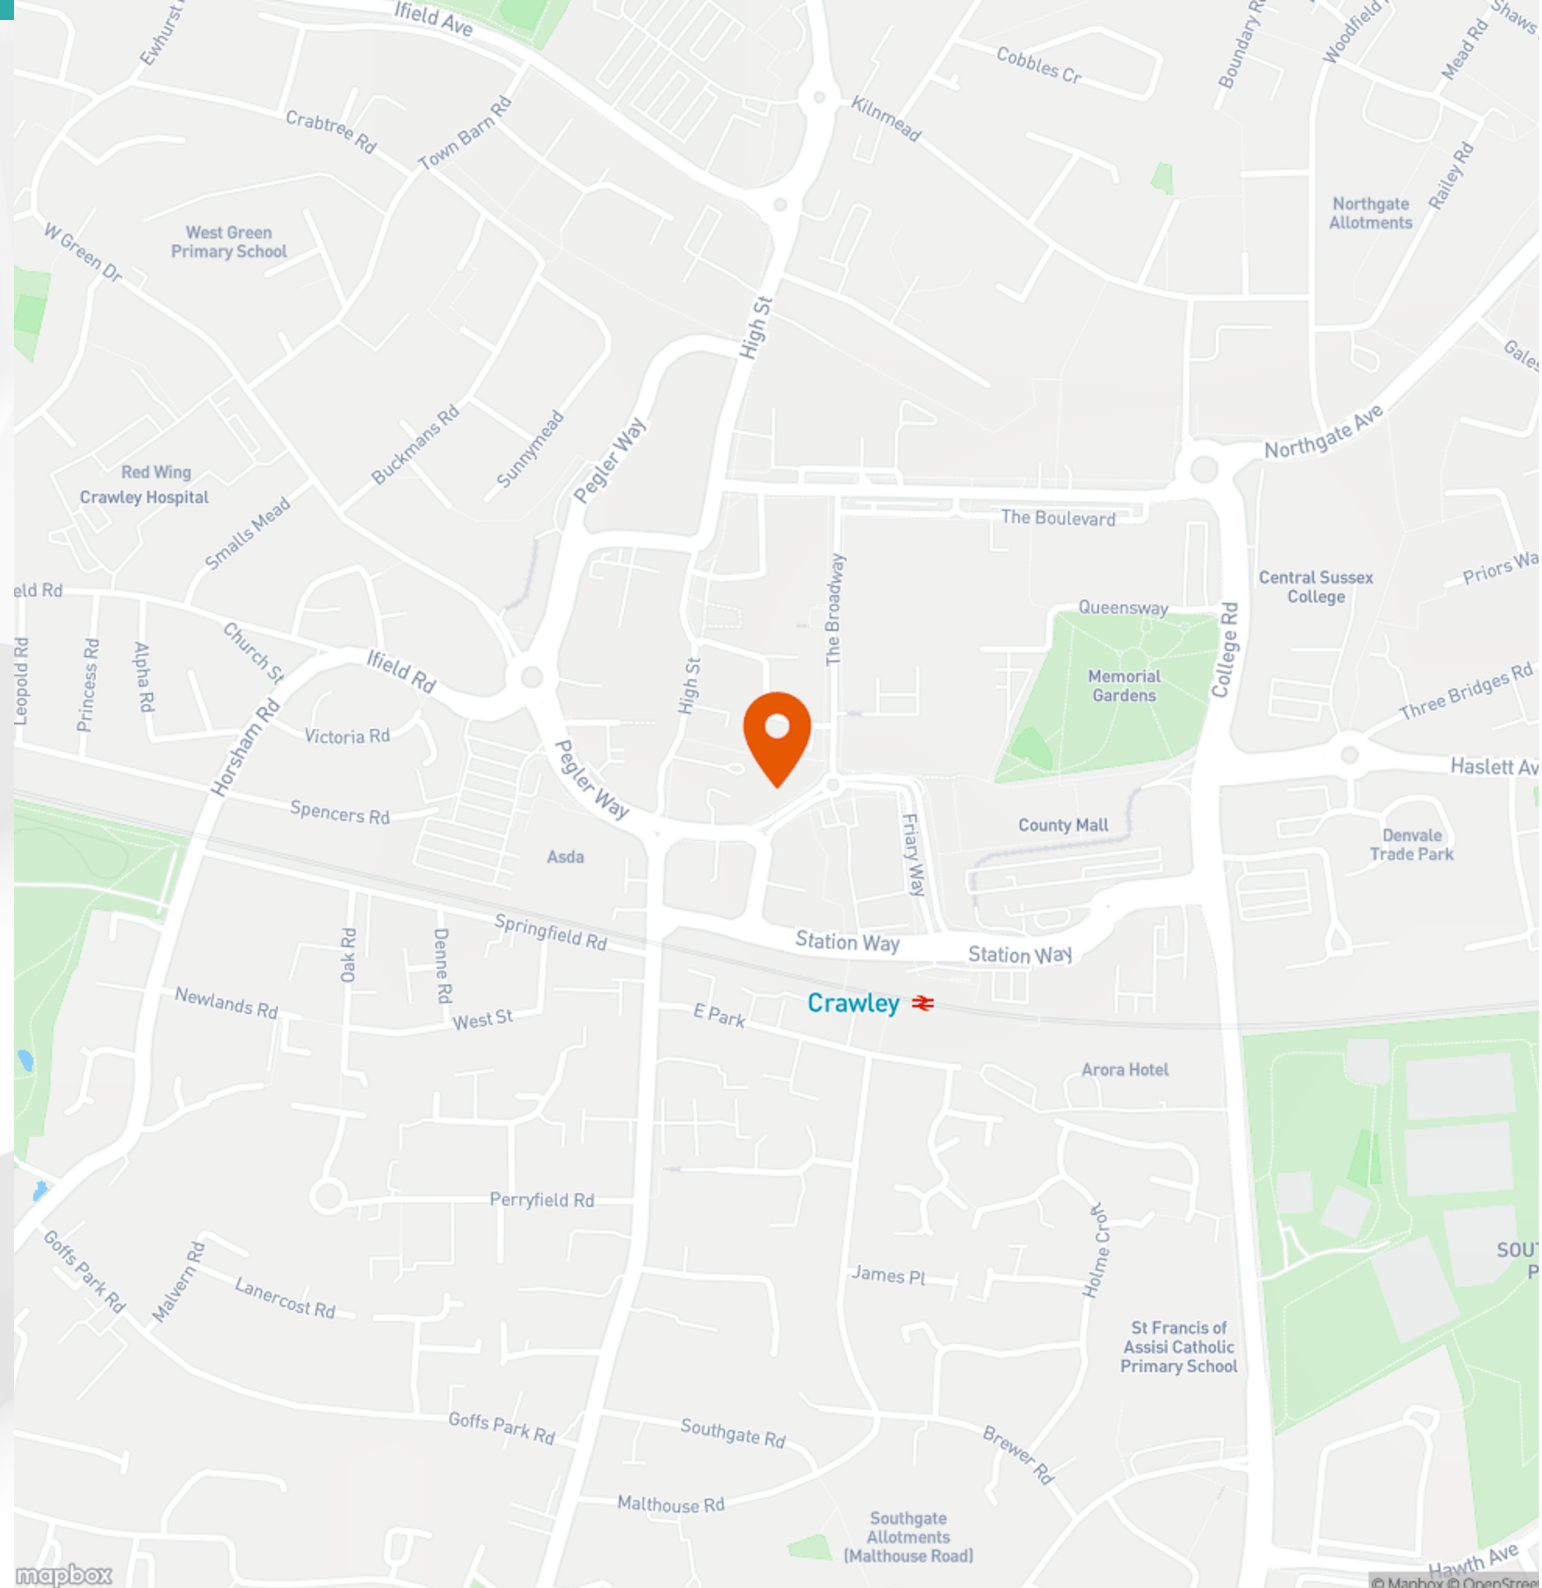 Ifield Ave
Ewhurst
Cobbles Cr
Boundary Rd
Woodfield
Mead Rd
Shaws
Kilnmead
Crabtree Rd
Town Barn Rd
Railey Rd
Northgate
Allotments
West Green
Primary School
W Green Dr
High St
Gales
Northgate Ave
Buckmans Rd
Sunnymead
Pegler Way
Red Wing
Crawley Hospital
Smalls Mead
The Boulevard
eld Rd
The Broadway
Central Sussex
College
Priors Wa
Queensway
College Rd
Leopold Rd
Princess Rd
Alpha Rd
Church St
Ifield Rd
High St
Memorial
Gardens
Three Bridges Rd
Horsham Rd
Victoria Rd
Pegler Way
Haslett Av
Spencers Rd
Asda
Friary Way
County Mall
Denvale
Trade Park
Springfield Rd
Oak Rd
Denne Rd
Station Way
Station Way
Newlands Rd
West St
E Park
Crawley
Arora Hotel
Perryfield Rd
Goffs Park Rd
Malvern Rd
Lanercost Rd
James Pl
Holme Croft
SOU
P
St Francis of
Assisi Catholic
Primary School
Goffs Park Rd
Southgate Rd
Brewer Rd
Malthouse Rd
Southgate
Allotments
(Malthouse Road)
Hawth Ave
mapbox
© Mapbox © OpenStreet